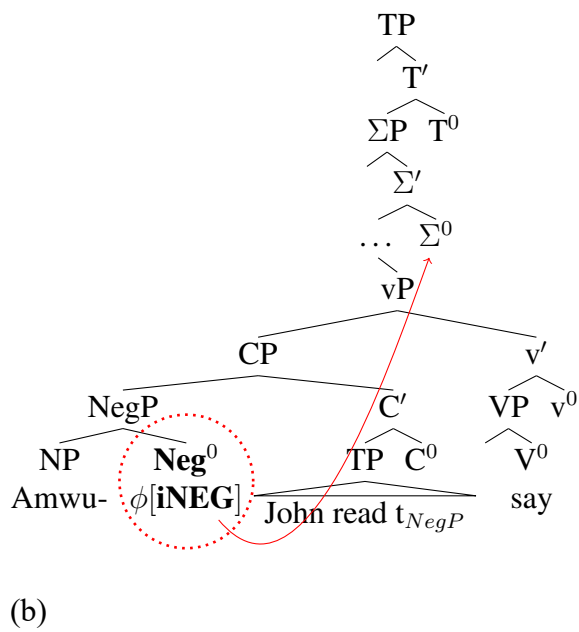 TP
T′
ΣP T⁰
Σ′
… Σ⁰
vP
CP v′
NegP C′ VP v⁰
NP Neg⁰ TP C⁰ V⁰
Amwu- ϕ[iNEG] John read t_NegP say
(b)